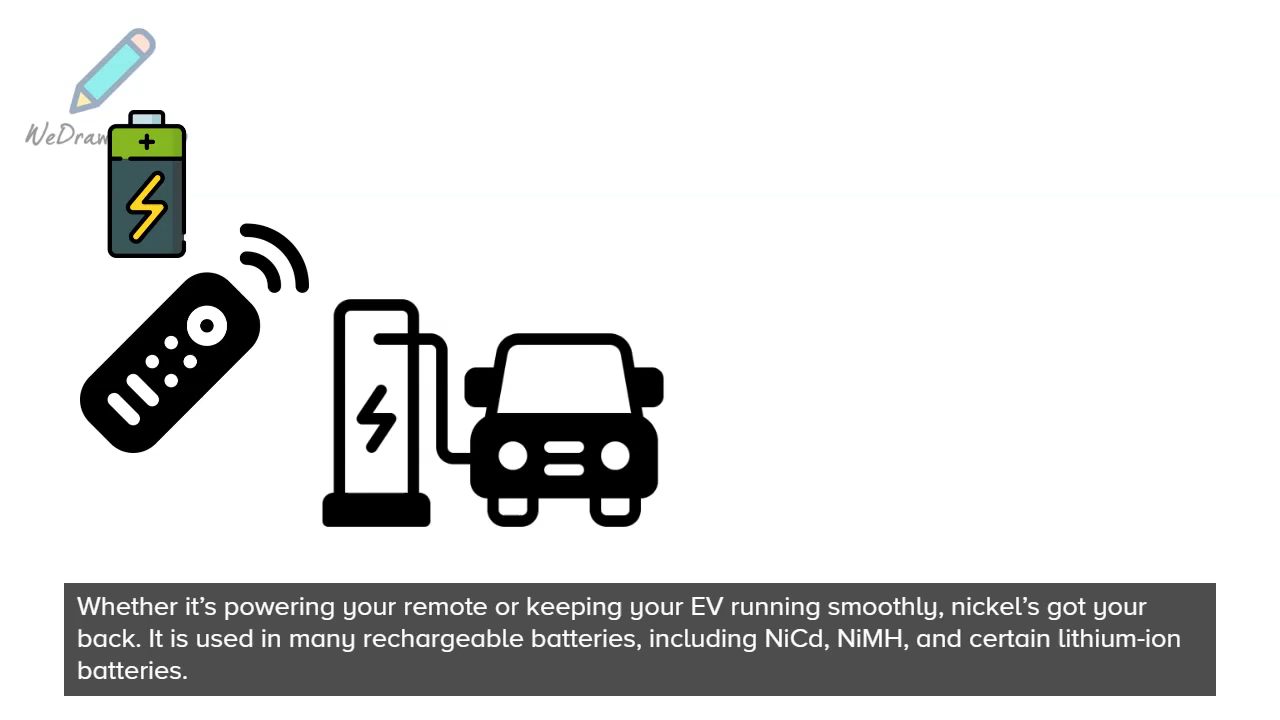 WeDraw
Whether it's powering your remote or keeping your EV running smoothly, nickel's got your
back. It is used in many rechargeable batteries, including NiCd, NiMH, and certain lithium-ion
batteries.